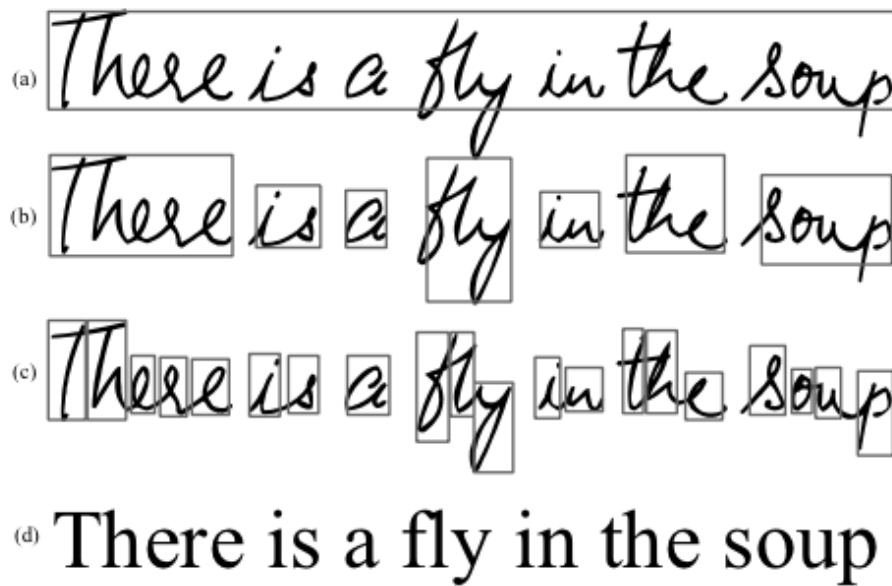 (a) There is a fly in the soup
(b) There is a fly in the soup
(c) There is a fly in the soup
(d) There is a fly in the soup